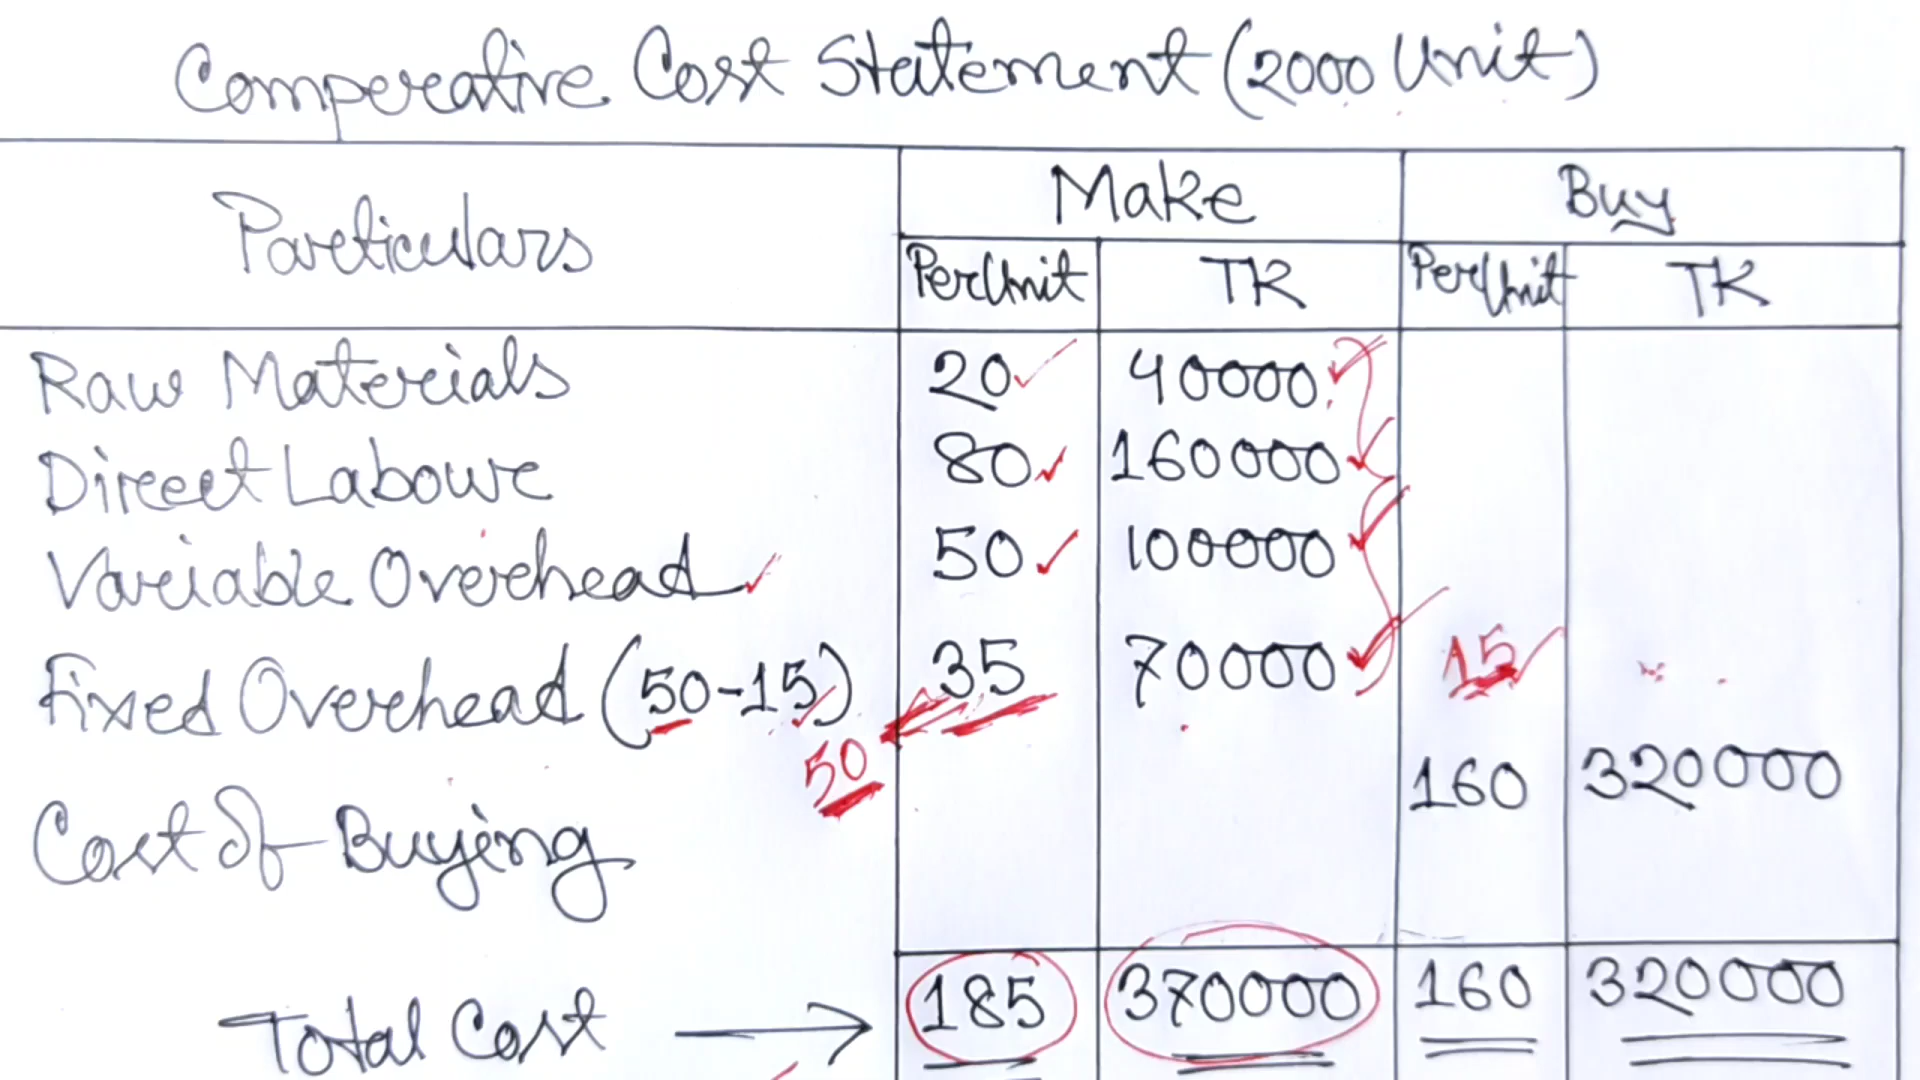 Comperative Cost Statement (2000 Unit)
Particulars Make Buy
Per Unit TK Per Unit TK
Raw Materials 20 40000
Direct Labour 80 160000
Variable Overhead 50 100000
Fixed Overhead (50-15) 35 70000 15
50
Cost of Buying 160 320000
Total Cost → 185 370000 160 320000